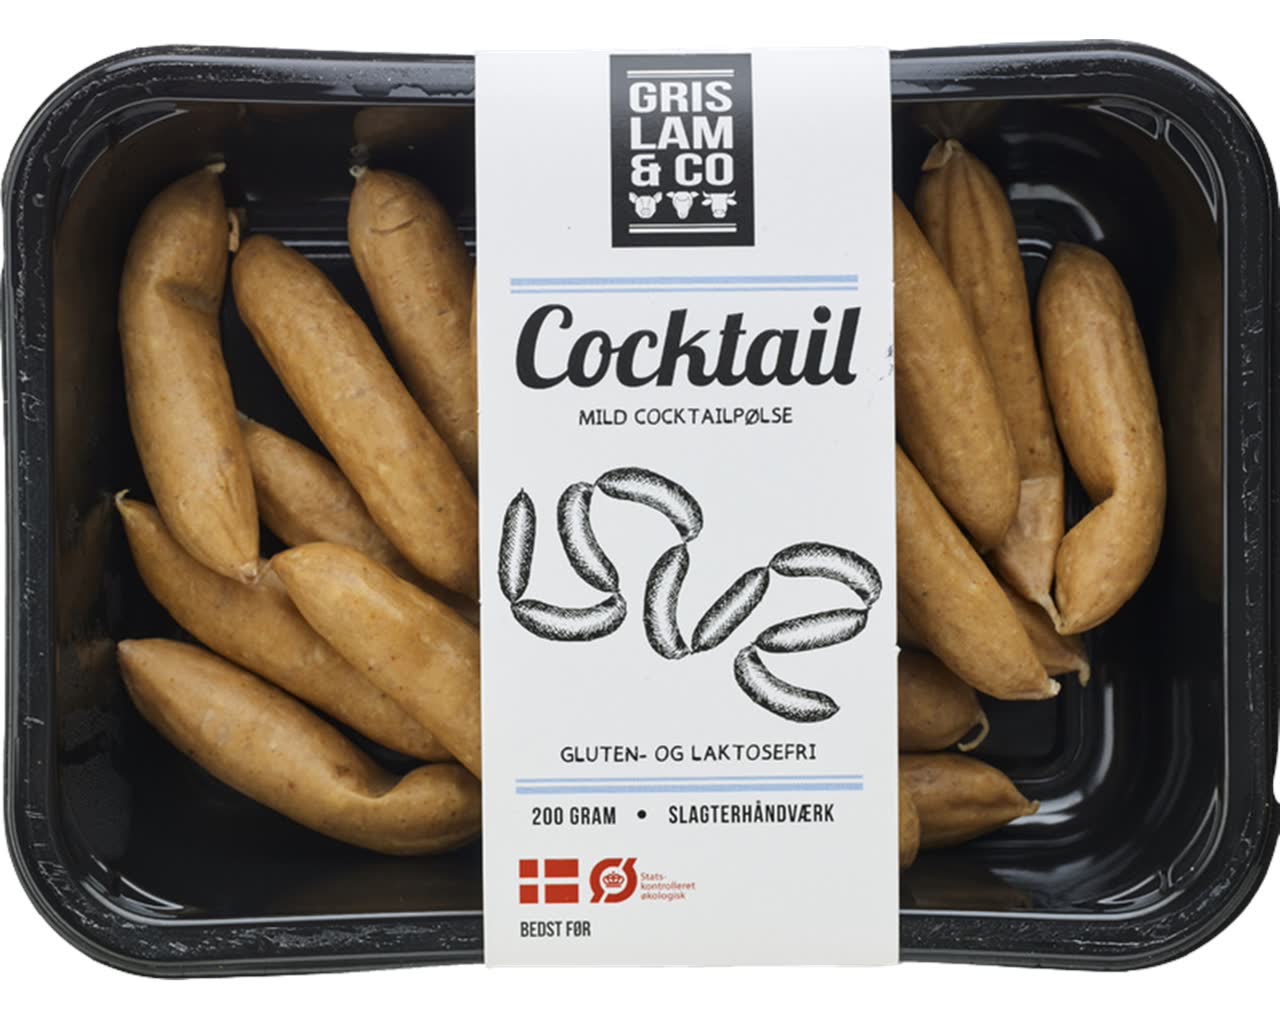 GRIS
LAM
& CO
Cocktail
MILD COCKTAILPØLSE
GLUTEN- OG LAKTOSEFRI
200 GRAM • SLAGTERHÅNDVÆRK
Ø
Stats-
kontrolleret
økologisk
BEDST FØR